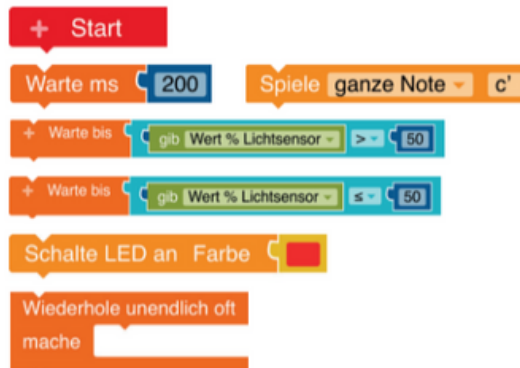 + Start
Warte ms 200 Spiele ganze Note c'
+ Warte bis gib Wert % Lichtsensor > 50
+ Warte bis gib Wert % Lichtsensor ≤ 50
Schalte LED an Farbe
Wiederhole unendlich oft
mache